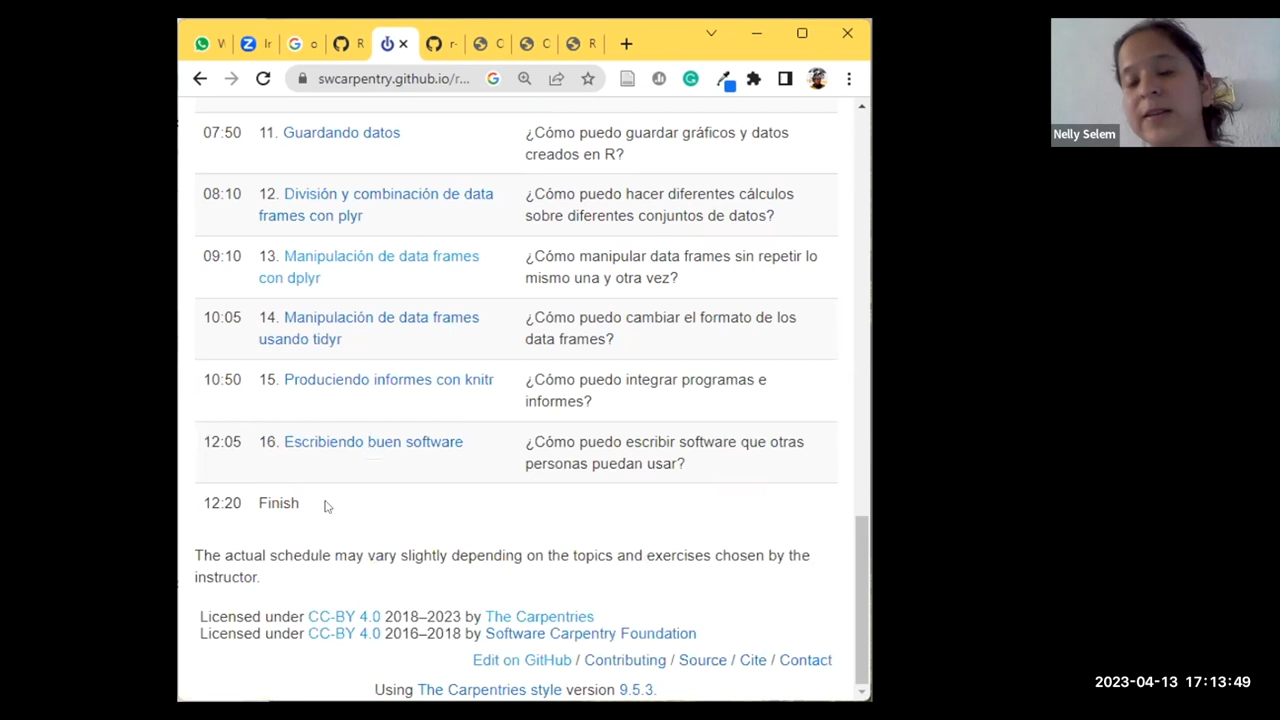 swcarpentry.github.io/r...
07:50 11. Guardando datos ¿Cómo puedo guardar gráficos y datos
creados en R?
08:10 12. División y combinación de data ¿Cómo puedo hacer diferentes cálculos
frames con plyr sobre diferentes conjuntos de datos?
09:10 13. Manipulación de data frames ¿Cómo manipular data frames sin repetir lo
con dplyr mismo una y otra vez?
10:05 14. Manipulación de data frames ¿Cómo puedo cambiar el formato de los
usando tidyr data frames?
10:50 15. Produciendo informes con knitr ¿Cómo puedo integrar programas e
informes?
12:05 16. Escribiendo buen software ¿Cómo puedo escribir software que otras
personas puedan usar?
12:20 Finish
The actual schedule may vary slightly depending on the topics and exercises chosen by the
instructor.
Licensed under CC-BY 4.0 2018–2023 by The Carpentries
Licensed under CC-BY 4.0 2016–2018 by Software Carpentry Foundation
Edit on GitHub / Contributing / Source / Cite / Contact
Using The Carpentries style version 9.5.3.
Nelly Selem
2023-04-13 17:13:49